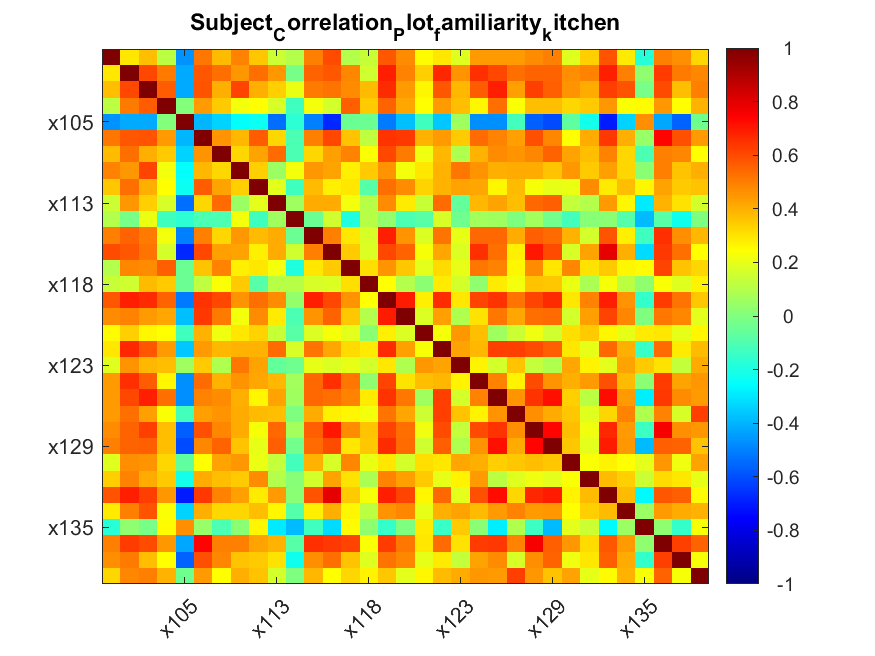 Subject_Correlation_Plot_familiarity_kitchen
1
0.8
x105
0.6
x113
0.4
0.2
x118
0
x123
-0.2
-0.4
x129
-0.6
x135
-0.8
-1
x105 x113 x118 x123 x129 x135